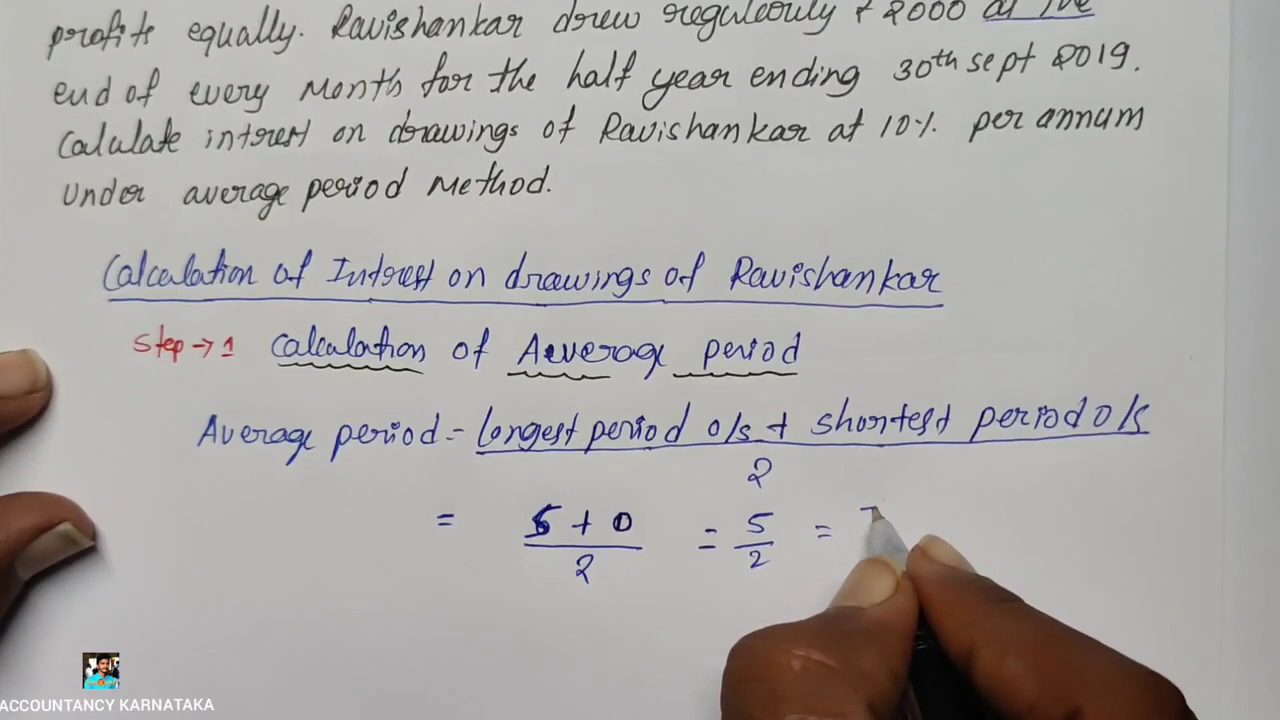 profits equally. Ravishankar drew regularly ₹ 2000 at the
end of every Month for the half year ending 30th sept 2019.
Calulate interest on drawings of Ravishankar at 10% per annum
Under average period Method.
Calculation of Interest on drawings of Ravishankar
Step → 1 Calculation of Aeverage period
Average period = longest period o/s + shortest period o/s
2
= 5 + 0 = 5 =
2 2
ACCOUNTANCY KARNATAKA